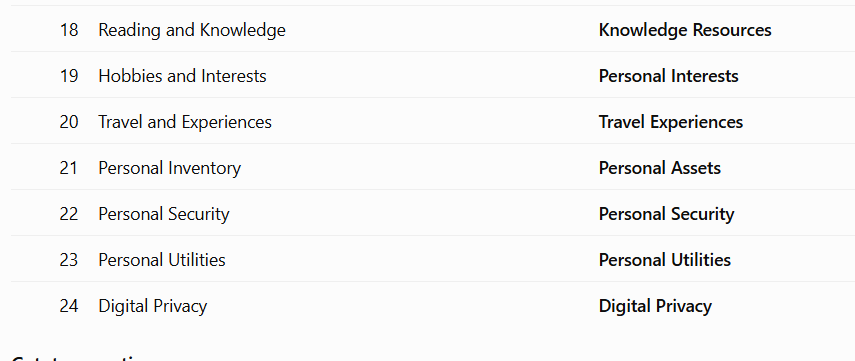 18 Reading and Knowledge Knowledge Resources
19 Hobbies and Interests Personal Interests
20 Travel and Experiences Travel Experiences
21 Personal Inventory Personal Assets
22 Personal Security Personal Security
23 Personal Utilities Personal Utilities
24 Digital Privacy Digital Privacy